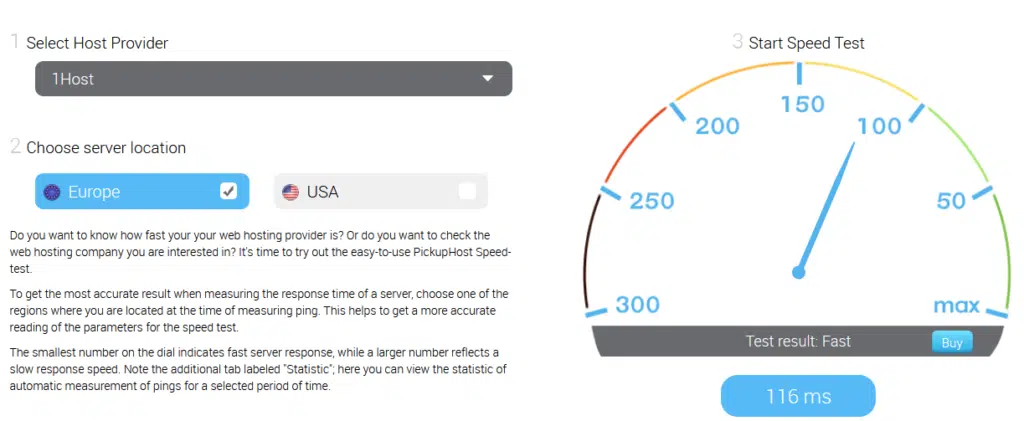 1 Select Host Provider
1Host
2 Choose server location
Europe
USA
Do you want to know how fast your your web hosting provider is? Or do you want to check the
web hosting company you are interested in? It's time to try out the easy-to-use PickupHost Speed-
test.
To get the most accurate result when measuring the response time of a server, choose one of the
regions where you are located at the time of measuring ping. This helps to get a more accurate
reading of the parameters for the speed test.
The smallest number on the dial indicates fast server response, while a larger number reflects a
slow response speed. Note the additional tab labeled "Statistic"; here you can view the statistic of
automatic measurement of pings for a selected period of time.
3 Start Speed Test
300
250
200
150
100
50
max
Test result: Fast
Buy
116 ms